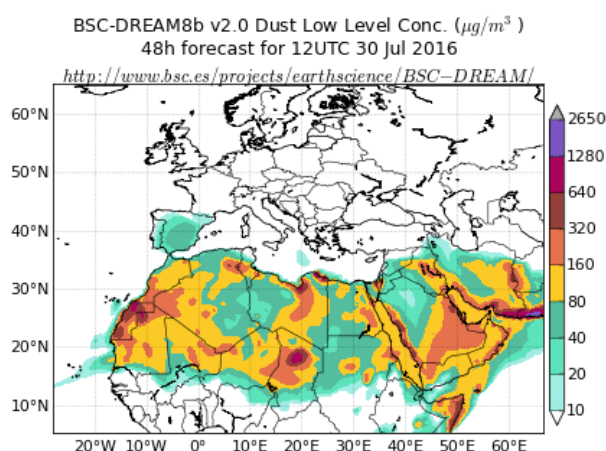 BSC-DREAM8b v2.0 Dust Low Level Conc. (μg/m³ )
48h forecast for 12UTC 30 Jul 2016
http://www.bsc.es/projects/earthscience/BSC−DREAM/
60°N
50°N
40°N
30°N
20°N
10°N
20°W 10°W 0° 10°E 20°E 30°E 40°E 50°E 60°E
2650
1280
640
320
160
80
40
20
10